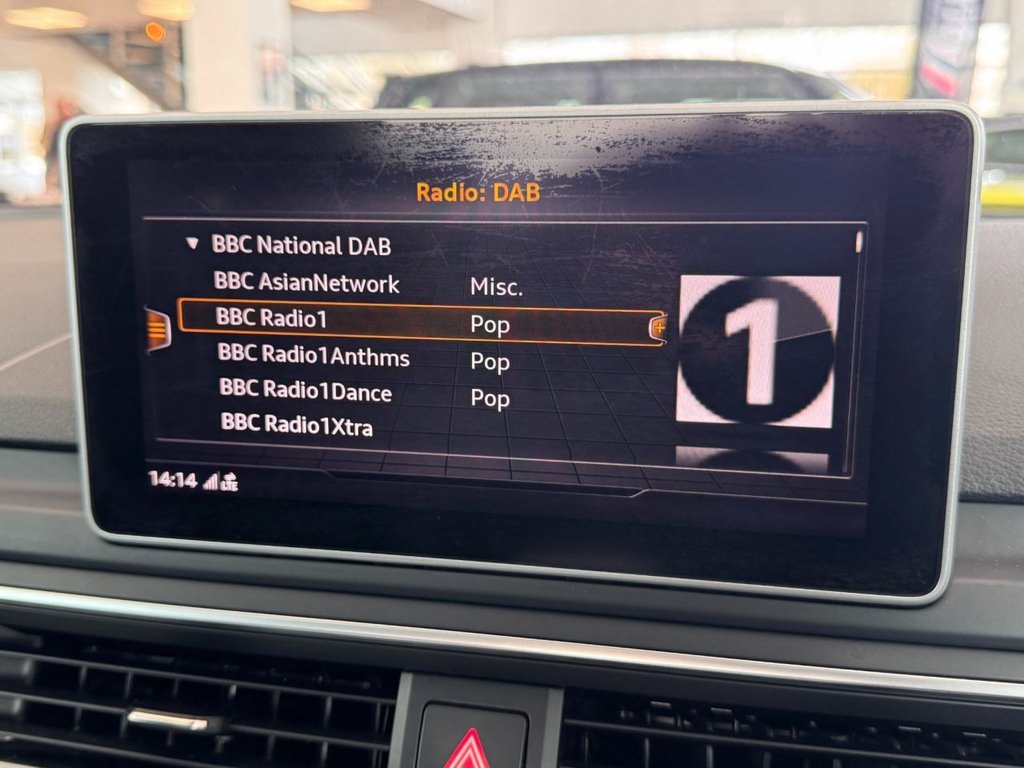 Radio: DAB
BBC National DAB
BBC AsianNetwork Misc.
BBC Radio1 Pop
BBC Radio1Anthms Pop
BBC Radio1Dance Pop
BBC Radio1Xtra
1
14:14 LTE